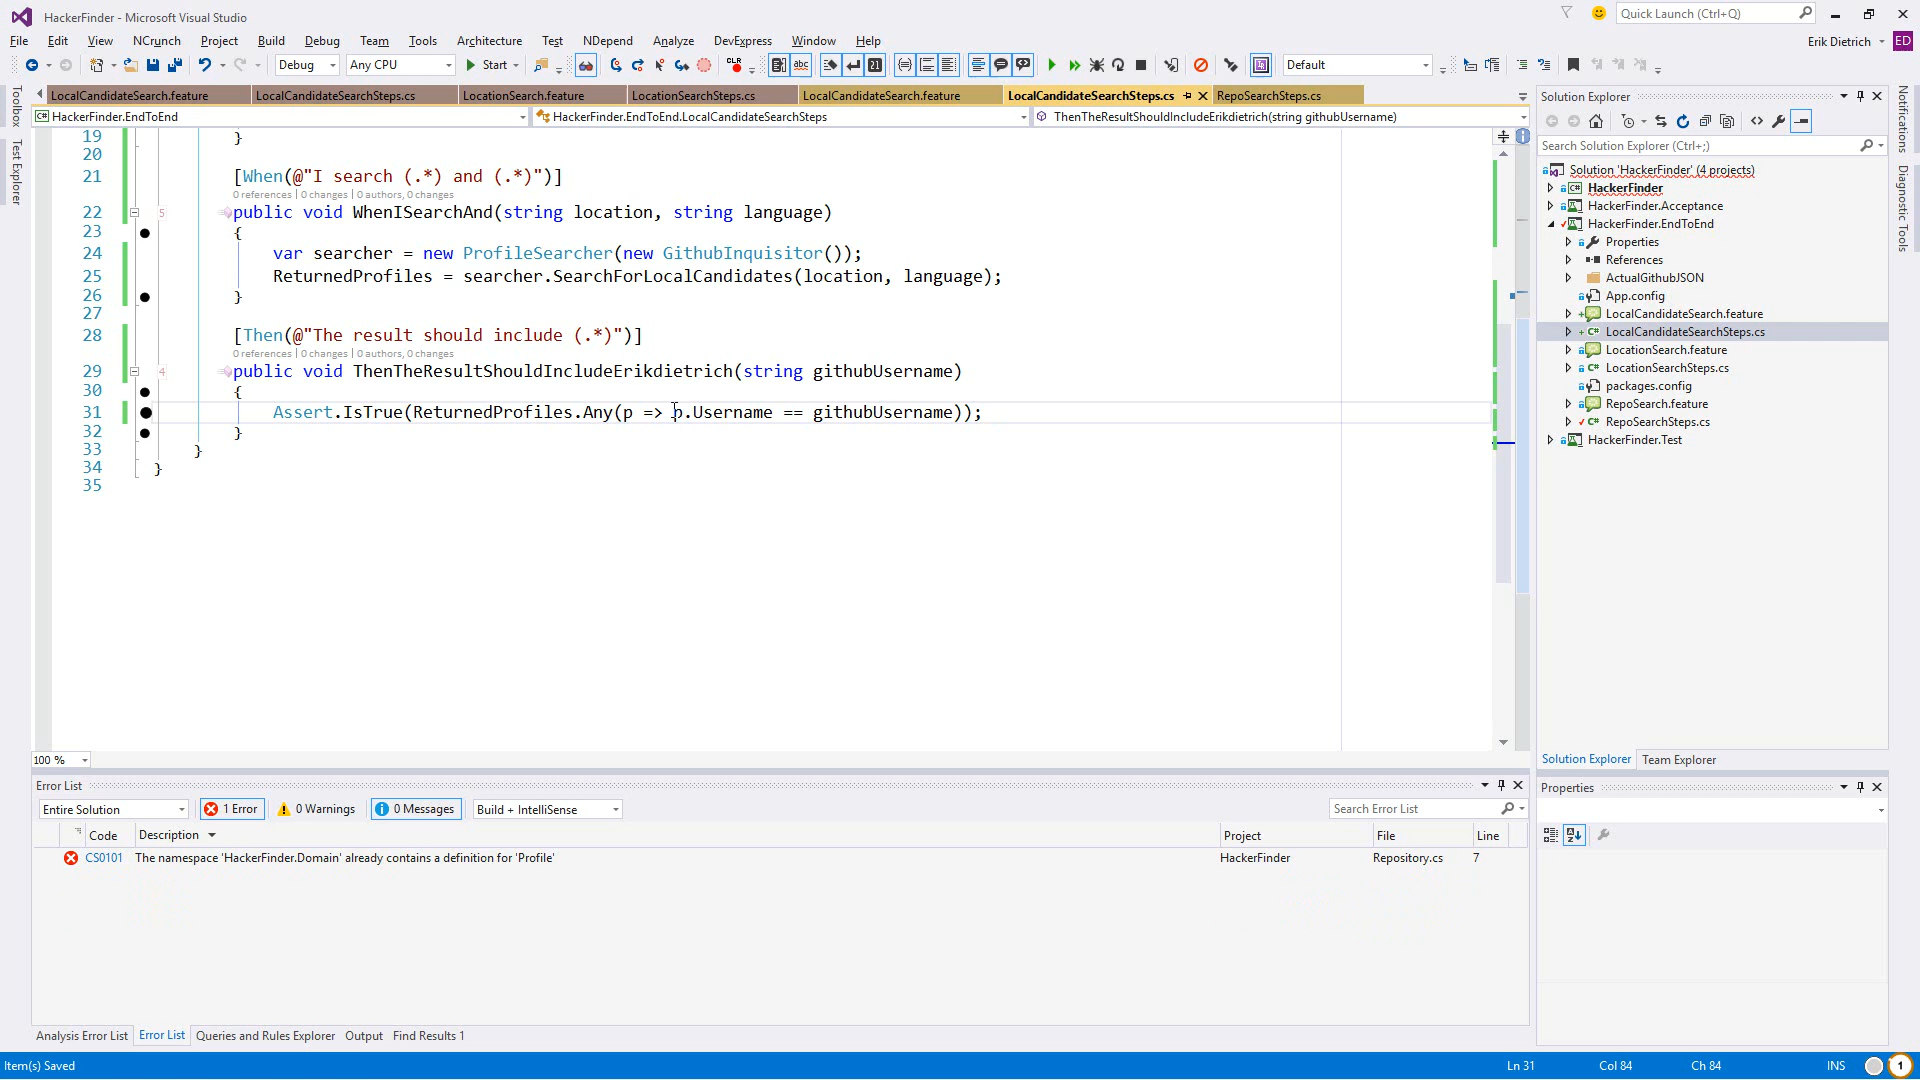 HackerFinder - Microsoft Visual Studio
Quick Launch (Ctrl+Q)
File Edit View NCrunch Project Build Debug Team Tools Architecture Test NDepend Analyze DevExpress Window Help
Erik Dietrich ED
Debug Any CPU Start CLR Default
LocalCandidateSearch.feature LocalCandidateSearchSteps.cs LocationSearch.feature LocationSearchSteps.cs LocalCandidateSearch.feature LocalCandidateSearchSteps.cs RepoSearchSteps.cs
HackerFinder.EndToEnd HackerFinder.EndToEnd.LocalCandidateSearchSteps ThenTheResultShouldIncludeErikdietrich(string githubUsername)
Toolbox
Test Explorer
19 }
20
21 [When(@"I search (.*) and (.*)")]
0 references | 0 changes | 0 authors, 0 changes
22 5 public void WhenISearchAnd(string location, string language)
23 {
24 var searcher = new ProfileSearcher(new GithubInquisitor());
25 ReturnedProfiles = searcher.SearchForLocalCandidates(location, language);
26 }
27
28 [Then(@"The result should include (.*)")]
0 references | 0 changes | 0 authors, 0 changes
29 4 public void ThenTheResultShouldIncludeErikdietrich(string githubUsername)
30 {
31 Assert.IsTrue(ReturnedProfiles.Any(p => p.Username == githubUsername));
32 }
33 }
34 }
35
100 %
Solution Explorer
Search Solution Explorer (Ctrl+;)
Solution 'HackerFinder' (4 projects)
HackerFinder
HackerFinder.Acceptance
HackerFinder.EndToEnd
Properties
References
ActualGithubJSON
App.config
LocalCandidateSearch.feature
LocalCandidateSearchSteps.cs
LocationSearch.feature
LocationSearchSteps.cs
packages.config
RepoSearch.feature
RepoSearchSteps.cs
HackerFinder.Test
Solution Explorer Team Explorer
Properties
Notifications
Diagnostic Tools
Error List
Entire Solution 1 Error 0 Warnings 0 Messages Build + IntelliSense Search Error List
Code Description Project File Line
CS0101 The namespace 'HackerFinder.Domain' already contains a definition for 'Profile' HackerFinder Repository.cs 7
Analysis Error List Error List Queries and Rules Explorer Output Find Results 1
Item(s) Saved Ln 31 Col 84 Ch 84 INS 1